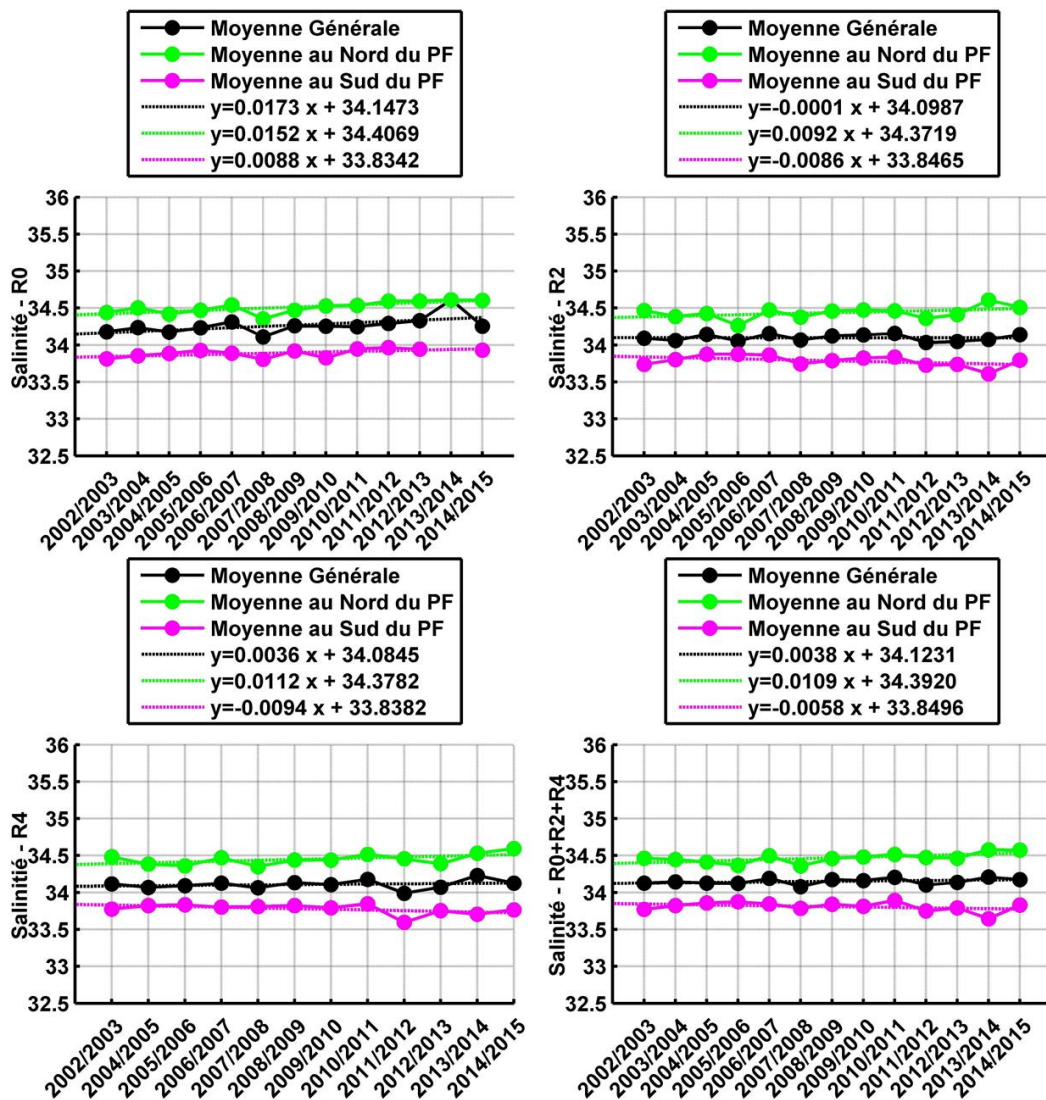 Moyenne Générale
Moyenne au Nord du PF
Moyenne au Sud du PF
y=0.0173 x + 34.1473
y=0.0152 x + 34.4069
y=0.0088 x + 33.8342
Salinité - R0
36
35.5
35
34.5
34
33.5
33
32.5
2002/2003
2003/2004
2004/2005
2005/2006
2006/2007
2007/2008
2008/2009
2009/2010
2010/2011
2011/2012
2012/2013
2013/2014
2014/2015
Moyenne Générale
Moyenne au Nord du PF
Moyenne au Sud du PF
y=-0.0001 x + 34.0987
y=0.0092 x + 34.3719
y=-0.0086 x + 33.8465
Salinité - R2
36
35.5
35
34.5
34
33.5
33
32.5
2002/2003
2003/2004
2004/2005
2005/2006
2006/2007
2007/2008
2008/2009
2009/2010
2010/2011
2011/2012
2012/2013
2013/2014
2014/2015
Moyenne Générale
Moyenne au Nord du PF
Moyenne au Sud du PF
y=0.0036 x + 34.0845
y=0.0112 x + 34.3782
y=-0.0094 x + 33.8382
Salinitié - R4
36
35.5
35
34.5
34
33.5
33
32.5
2002/2003
2004/2005
2005/2006
2006/2007
2007/2008
2008/2009
2009/2010
2010/2011
2011/2012
2012/2013
2013/2014
2014/2015
Moyenne Générale
Moyenne au Nord du PF
Moyenne au Sud du PF
y=0.0038 x + 34.1231
y=0.0109 x + 34.3920
y=-0.0058 x + 33.8496
Salinité - R0+R2+R4
36
35.5
35
34.5
34
33.5
33
32.5
2002/2003
2003/2004
2004/2005
2005/2006
2006/2007
2007/2008
2008/2009
2009/2010
2010/2011
2011/2012
2012/2013
2013/2014
2014/2015